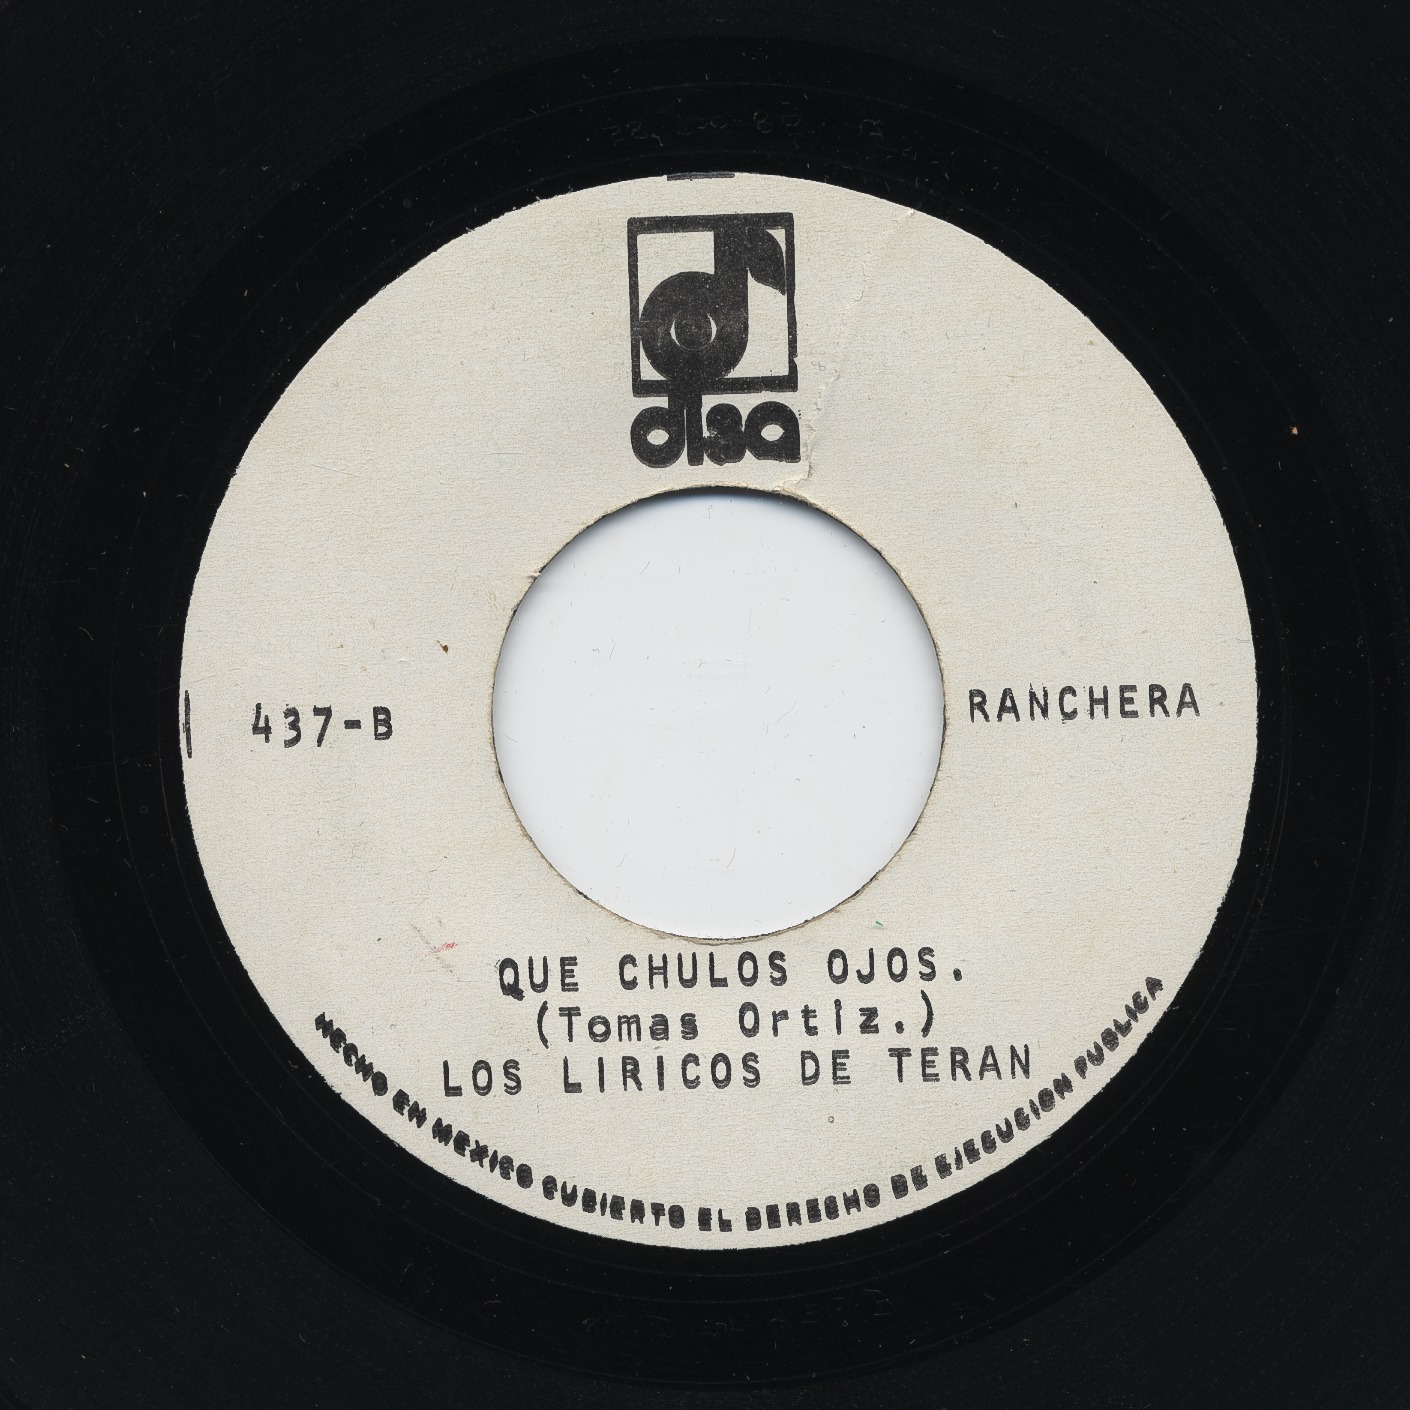 disa
437-B
RANCHERA
QUE CHULOS OJOS.
(Tomas Ortiz.)
LOS LIRICOS DE TERAN
HECHO EN MEXICO CUBIERTO EL DERECHO DE EJECUCION PUBLICA